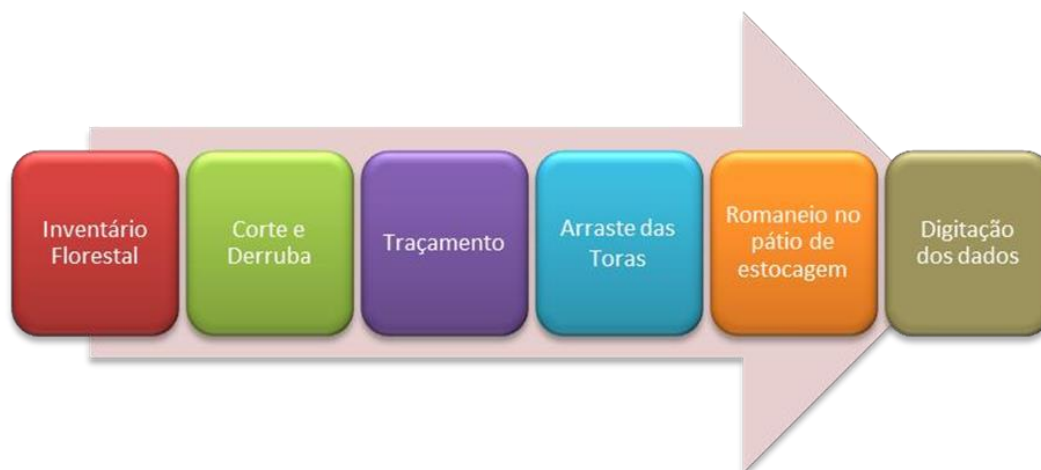 Inventário
Florestal
Corte e
Derruba
Traçamento
Arraste das
Toras
Romaneio no
pátio de
estocagem
Digitação
dos dados